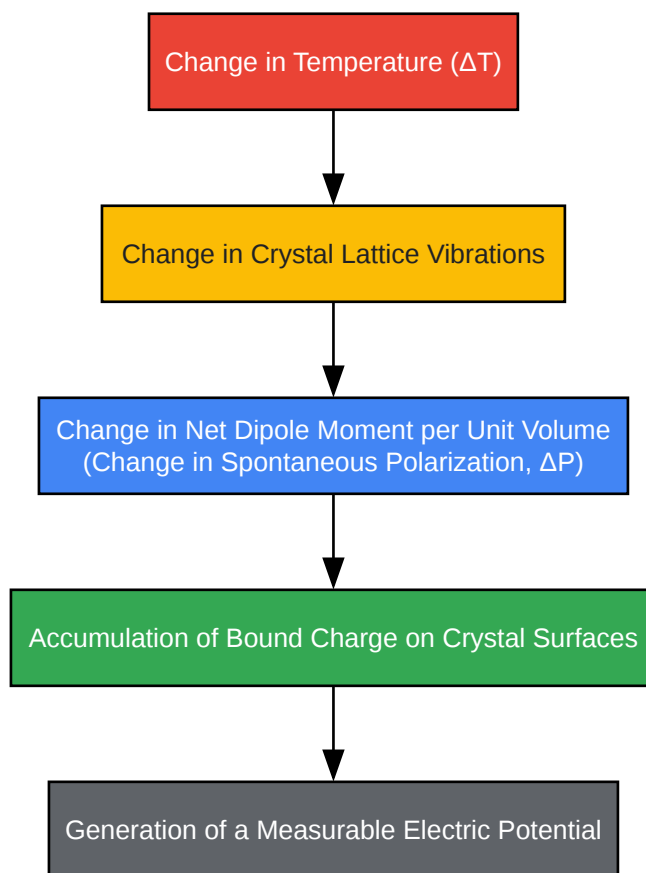 Change in Temperature (ΔT)
Change in Crystal Lattice Vibrations
Change in Net Dipole Moment per Unit Volume
(Change in Spontaneous Polarization, ΔP)
Accumulation of Bound Charge on Crystal Surfaces
Generation of a Measurable Electric Potential